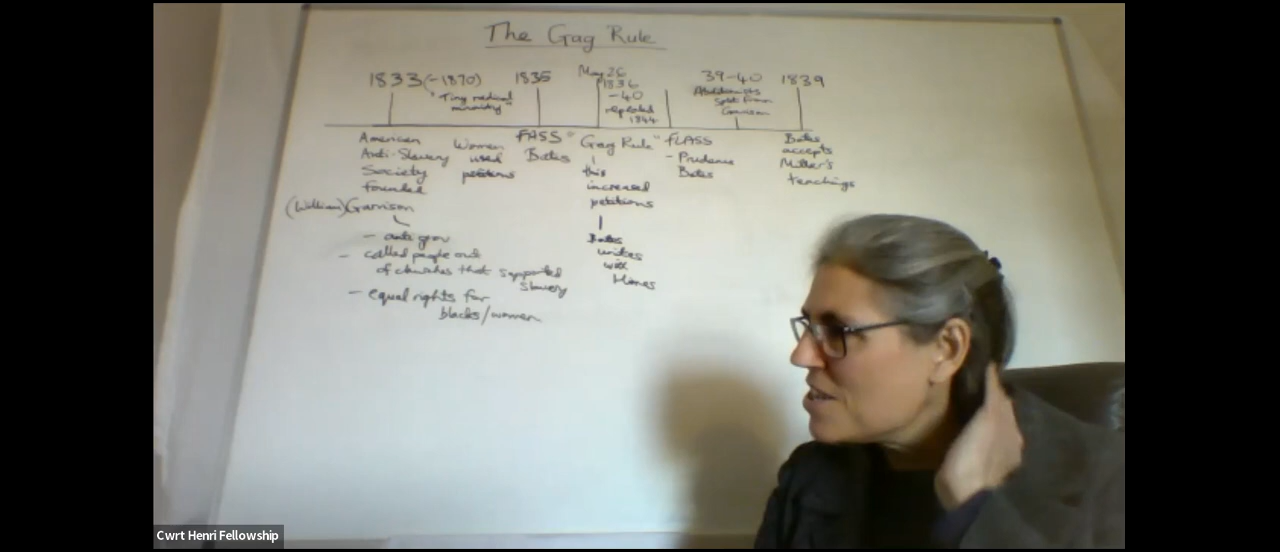 The Gag Rule
1833 (-1870)
"Tiny radical
minority"
1835
May 26
1836
-40
repealed
1844
39-40
Abolitionists
split from
Garrison
1839
American
Anti-Slavery
Society
founded
(William) Garrison
- anti gov
- called people out
of churches that supported
slavery
- equal rights for
blacks/women
Women
used
petitions
FASS
Bates
"Gag Rule"
this
increased
petitions
Bates
unites
with
Himes
FLASS
- Prudence
Bates
Bates
accepts
Miller's
teachings
Cwrt Henri Fellowship